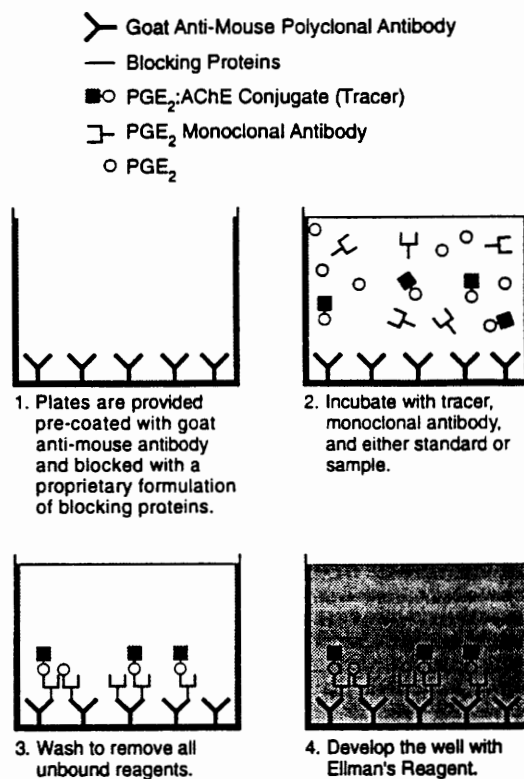 Goat Anti-Mouse Polyclonal Antibody
Blocking Proteins
PGE₂:AChE Conjugate (Tracer)
PGE₂ Monoclonal Antibody
PGE₂
1. Plates are provided
pre-coated with goat
anti-mouse antibody
and blocked with a
proprietary formulation
of blocking proteins.
2. Incubate with tracer,
monoclonal antibody,
and either standard or
sample.
3. Wash to remove all
unbound reagents.
4. Develop the well with
Ellman's Reagent.